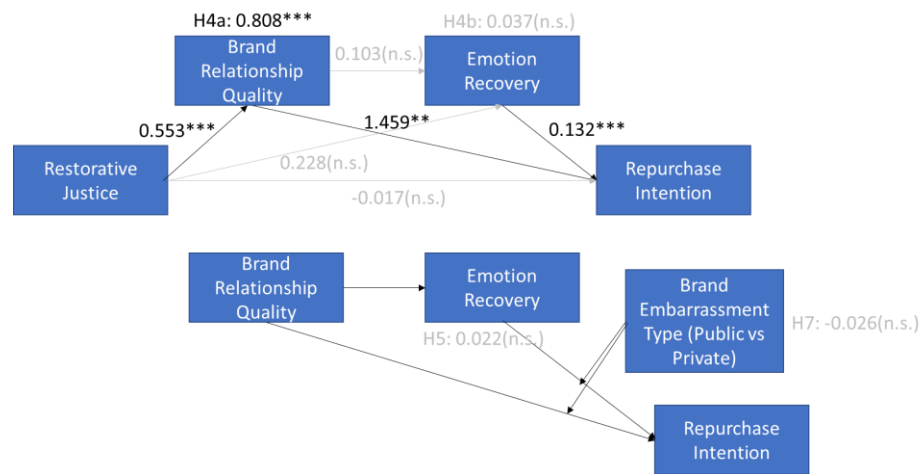 H4a: 0.808***
H4b: 0.037(n.s.)
Brand
Relationship
Quality
0.103(n.s.)
Emotion
Recovery
0.553***
1.459**
0.132***
Restorative
Justice
0.228(n.s.)
-0.017(n.s.)
Repurchase
Intention
Brand
Relationship
Quality
Emotion
Recovery
Brand
Embarrassment
Type (Public vs
Private)
H5: 0.022(n.s.)
H7: -0.026(n.s.)
Repurchase
Intention